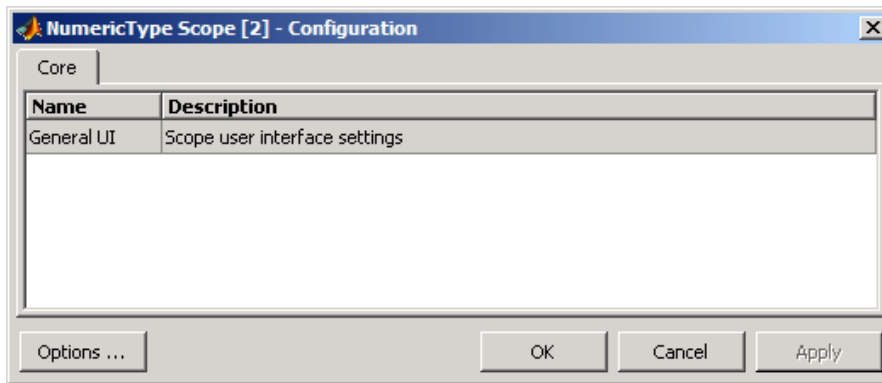 NumericType Scope [2] - Configuration
Core
Name Description
General UI Scope user interface settings
Options ... OK Cancel Apply